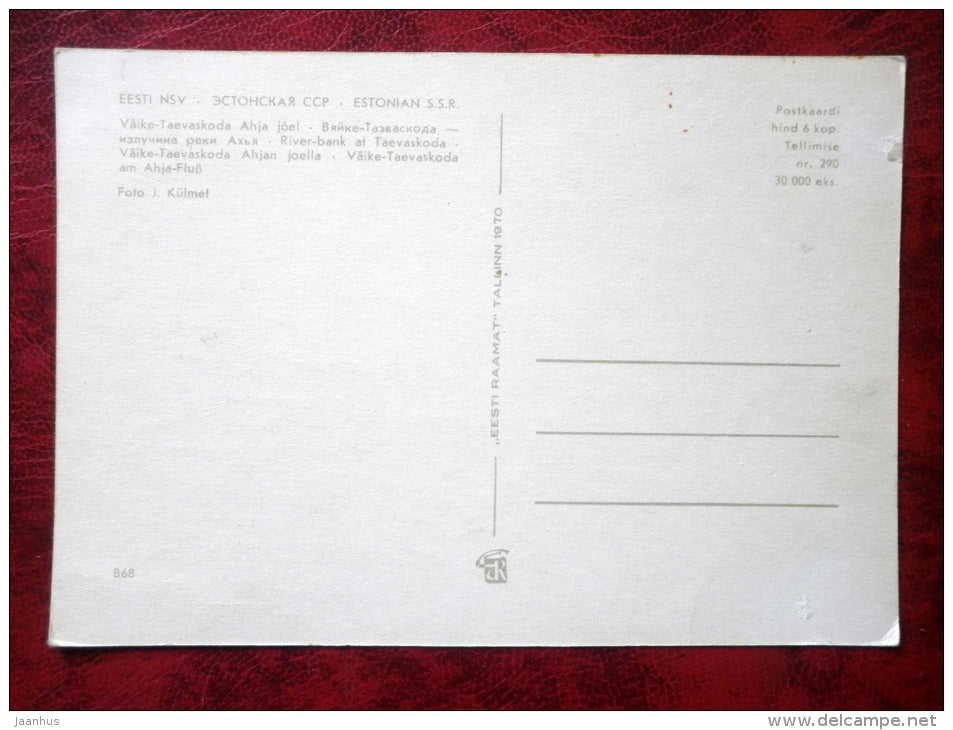 EESTI NSV · ЭСТОНСКАЯ ССР · ESTONIAN S.S.R.
Väike-Taevaskoda Ahja jõel · Вяйке-Таэваскода —
излучина реки Ахья · River-bank at Taevaskoda ·
Väike-Taevaskoda Ahjan joella · Väike-Taevaskoda
am Ahja-Fluß
Foto J. Külmet
B68
„EESTI RAAMAT" TALLINN 1970
Postkaardi
hind 6 kop.
Tellimise
nr. 290
30 000 eks.
Jaanhus
www.delcampe.net